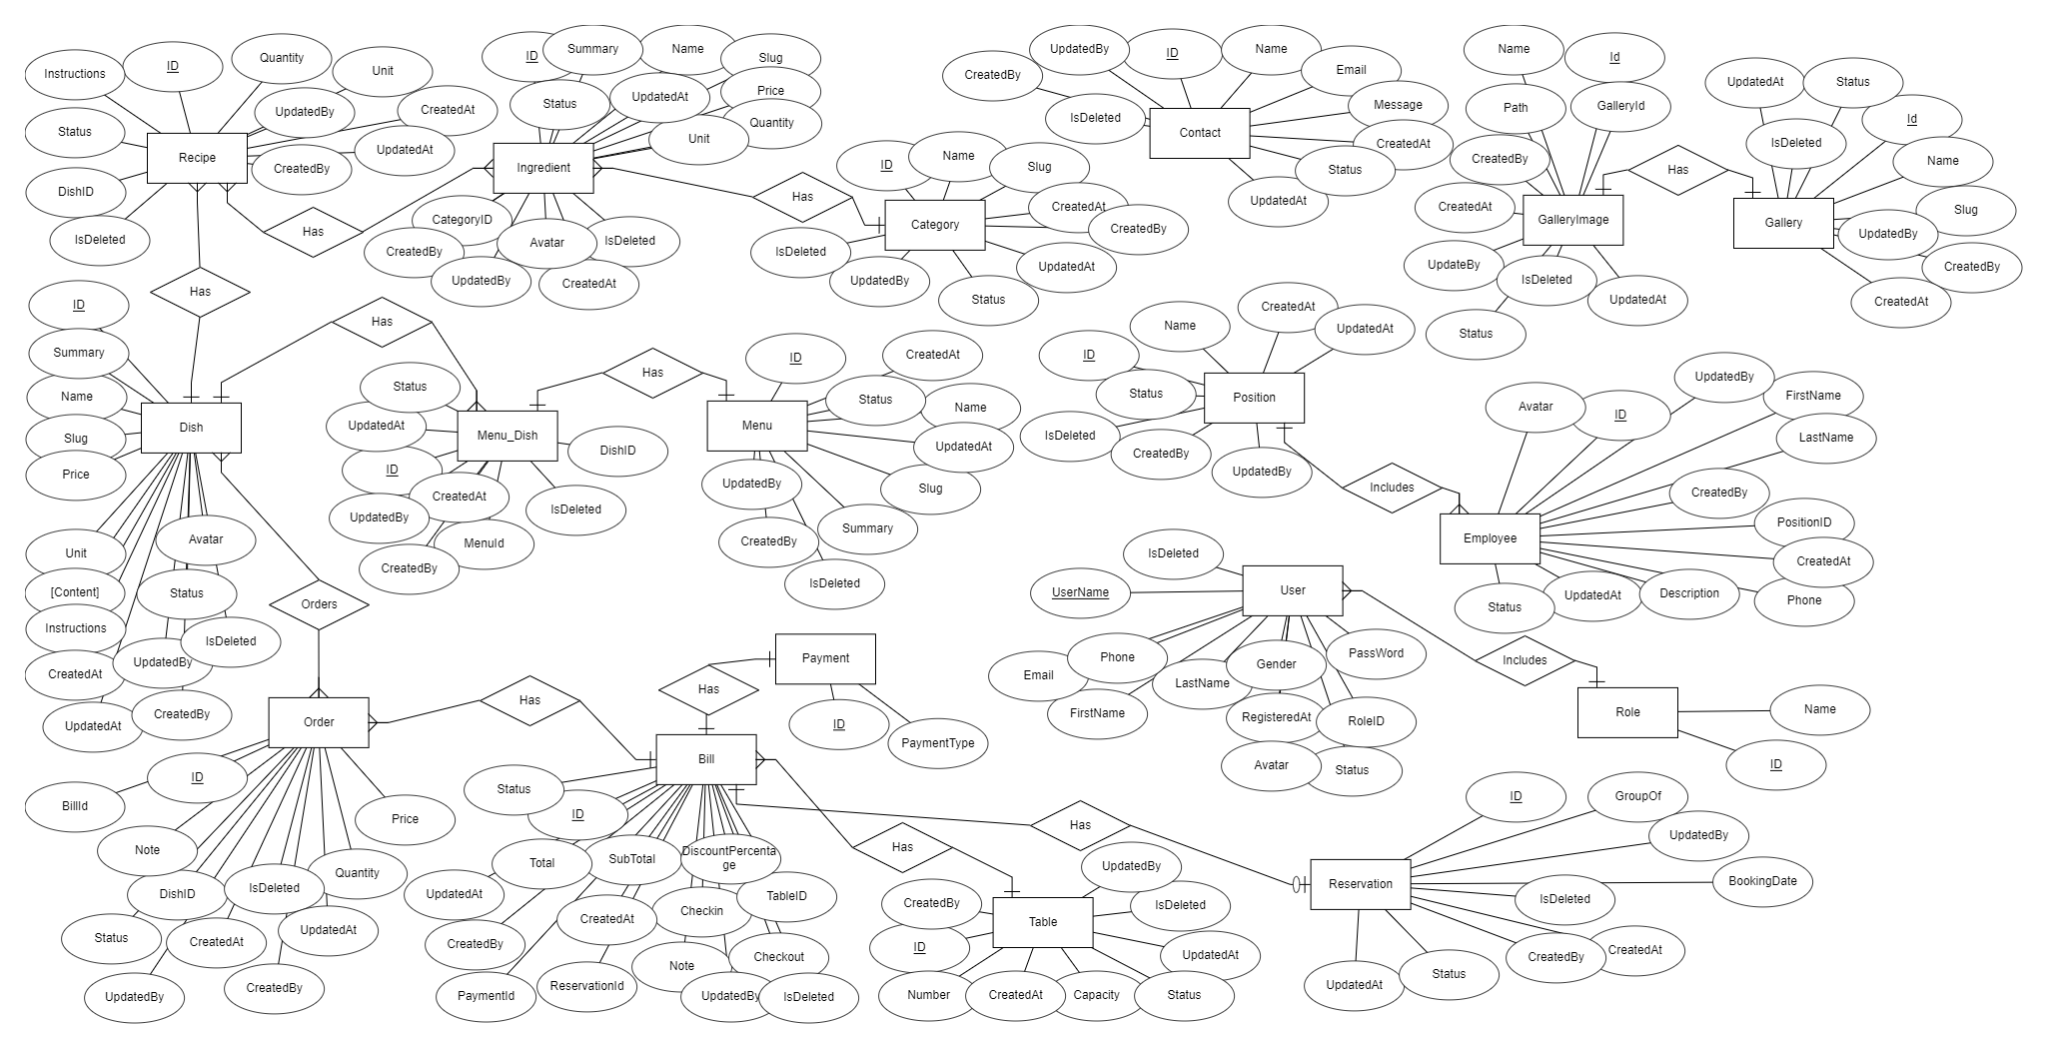 Instructions
ID
Quantity
Unit
UpdatedBy
CreatedAt
Status
Recipe
UpdatedAt
CreatedBy
DishID
IsDeleted
Has
ID
Summary
Name
Slug
Status
UpdatedAt
Price
Quantity
Unit
Ingredient
CategoryID
CreatedBy
Avatar
IsDeleted
UpdatedBy
CreatedAt
Has
ID
Name
Slug
CreatedAt
CreatedBy
Category
IsDeleted
UpdatedBy
UpdatedAt
Status
UpdatedBy
ID
Name
CreatedBy
Email
IsDeleted
Message
Contact
CreatedAt
Status
UpdatedAt
Name
Id
Path
GalleryId
CreatedBy
CreatedAt
GalleryImage
UpdateBy
IsDeleted
UpdatedAt
Status
Has
UpdatedAt
Status
IsDeleted
Id
Name
Slug
Gallery
UpdatedBy
CreatedBy
CreatedAt
Has
ID
Summary
Name
Slug
Price
Dish
Unit
Avatar
[Content]
Status
Instructions
IsDeleted
CreatedAt
UpdatedBy
UpdatedAt
CreatedBy
Has
Status
UpdatedAt
Menu_Dish
ID
DishID
CreatedAt
UpdatedBy
IsDeleted
MenuId
CreatedBy
Has
ID
CreatedAt
Status
Name
Menu
UpdatedAt
UpdatedBy
Slug
CreatedBy
Summary
IsDeleted
ID
Name
CreatedAt
UpdatedAt
Status
Position
IsDeleted
CreatedBy
UpdatedBy
Includes
Avatar
ID
UpdatedBy
FirstName
LastName
CreatedBy
PositionID
Employee
CreatedAt
Status
UpdatedAt
Description
Phone
Orders
IsDeleted
UserName
User
Phone
Email
LastName
Gender
PassWord
FirstName
RegisteredAt
RoleID
Avatar
Status
Includes
Role
Name
ID
Payment
Has
ID
PaymentType
Order
Has
Bill
ID
BillId
Price
Note
Quantity
DishID
IsDeleted
Status
CreatedAt
UpdatedAt
UpdatedBy
CreatedBy
Status
ID
Total
SubTotal
DiscountPercenta
ge
UpdatedAt
TableID
CreatedAt
Checkin
CreatedBy
Checkout
Note
PaymentId
ReservationId
UpdatedBy
IsDeleted
Has
Has
UpdatedBy
CreatedBy
IsDeleted
Table
ID
UpdatedAt
Number
CreatedAt
Capacity
Status
ID
GroupOf
UpdatedBy
Reservation
BookingDate
IsDeleted
CreatedBy
CreatedAt
UpdatedAt
Status